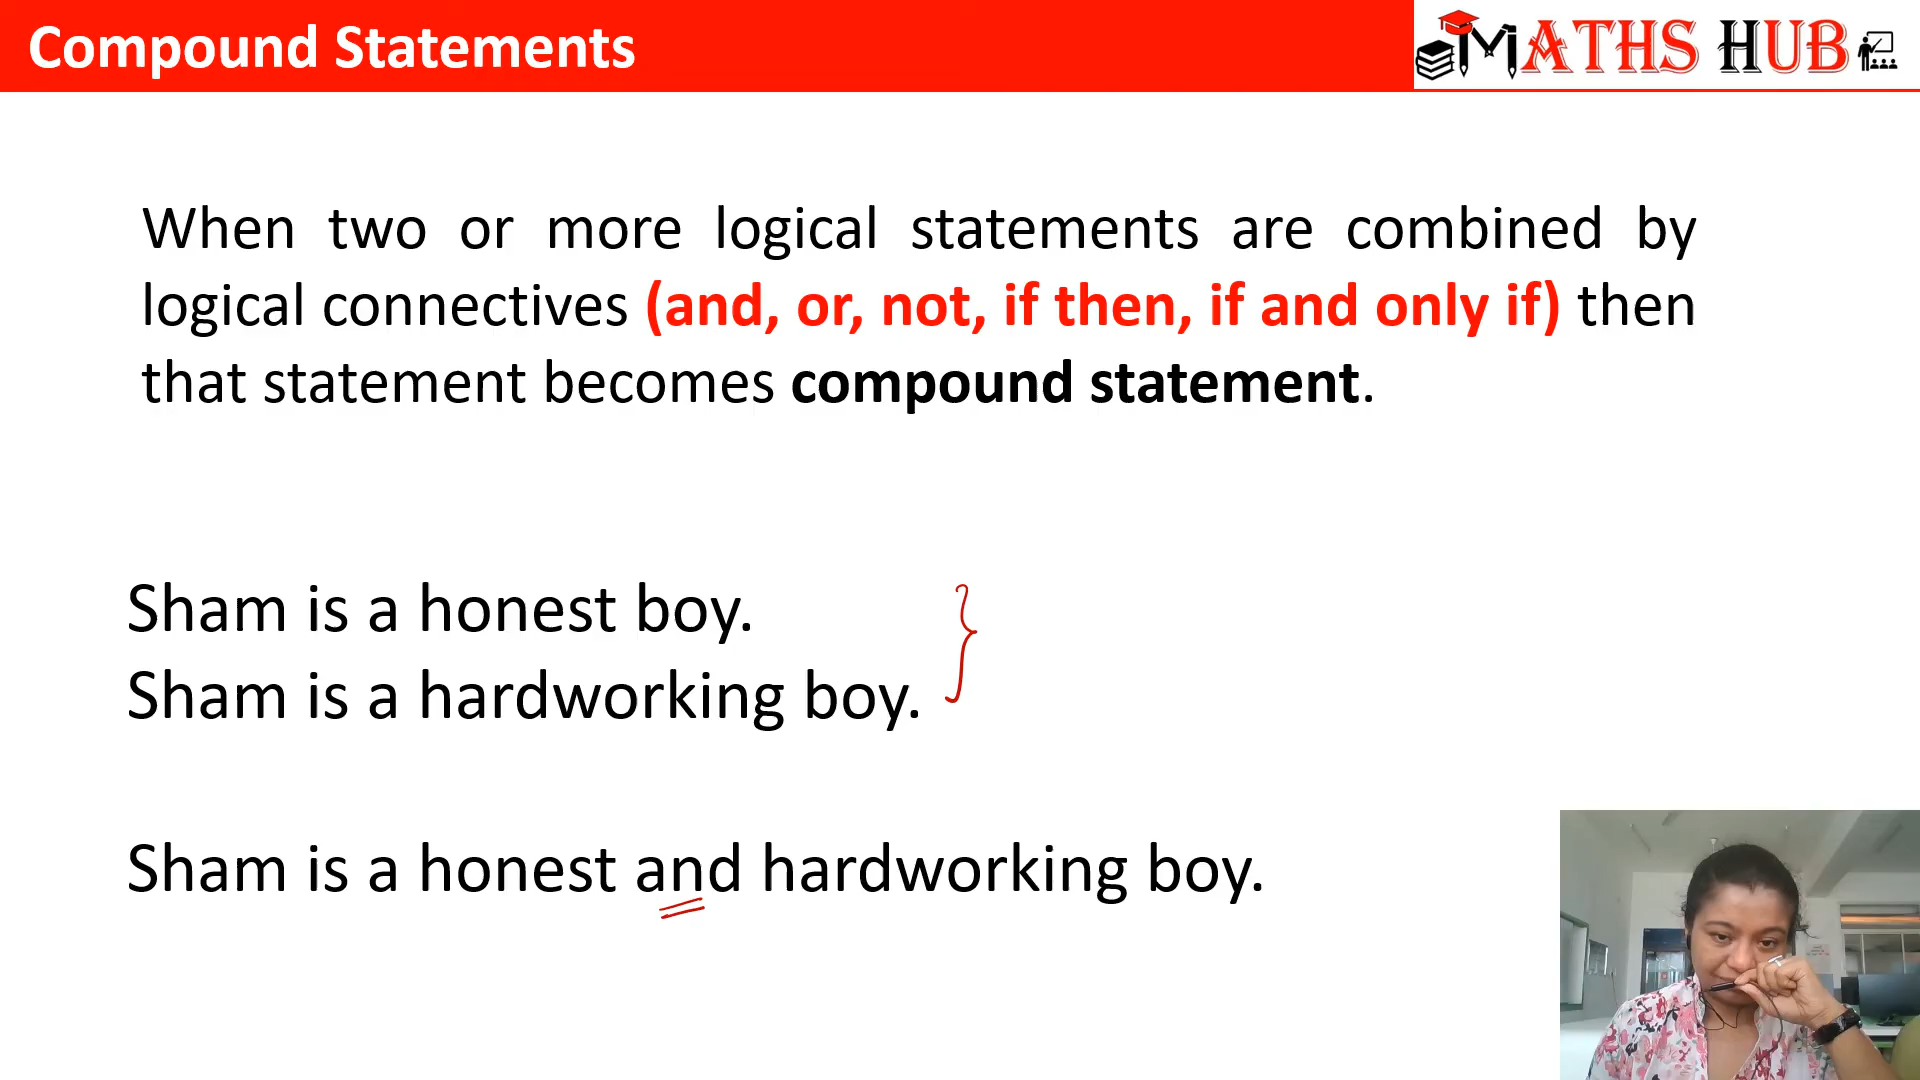 Compound Statements
MATHS HUB
When two or more logical statements are combined by
logical connectives (and, or, not, if then, if and only if) then
that statement becomes compound statement.
Sham is a honest boy.
Sham is a hardworking boy.
Sham is a honest and hardworking boy.